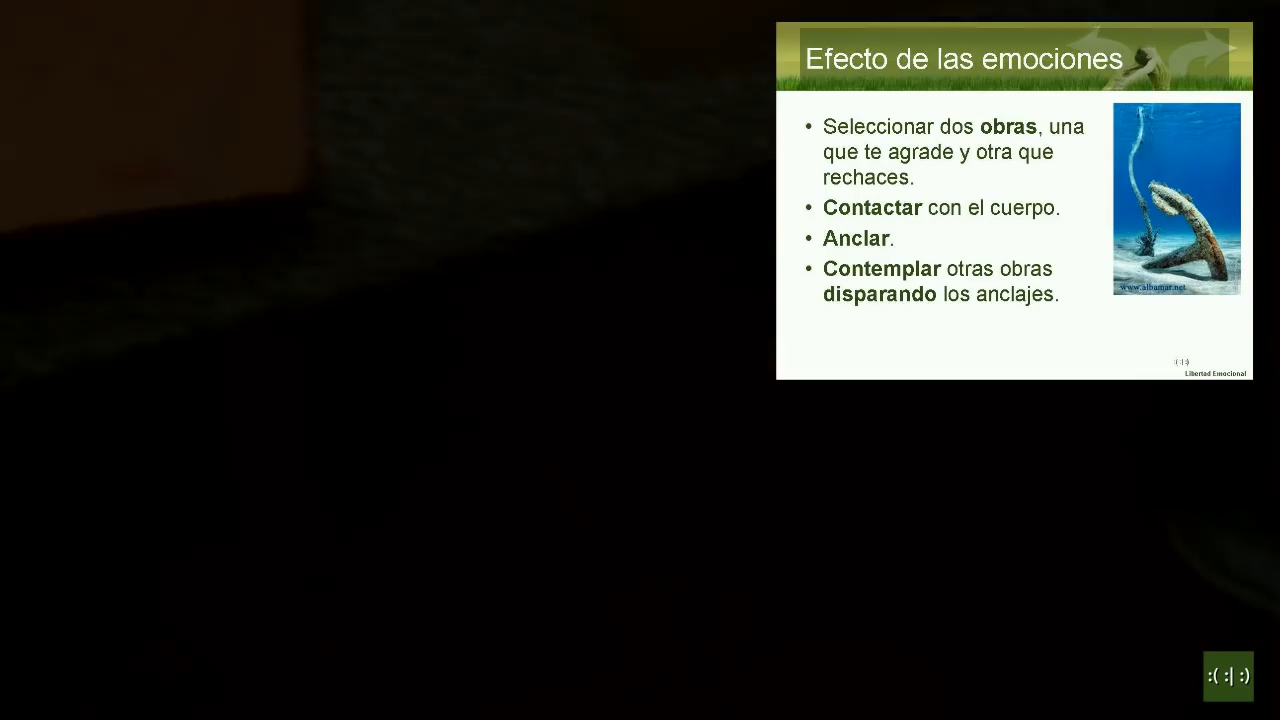 Efecto de las emociones
• Seleccionar dos obras, una
que te agrade y otra que
rechaces.
• Contactar con el cuerpo.
• Anclar.
• Contemplar otras obras
disparando los anclajes.
www.albamar.net
:(:|:)
Libertad Emocional
:( :| :)